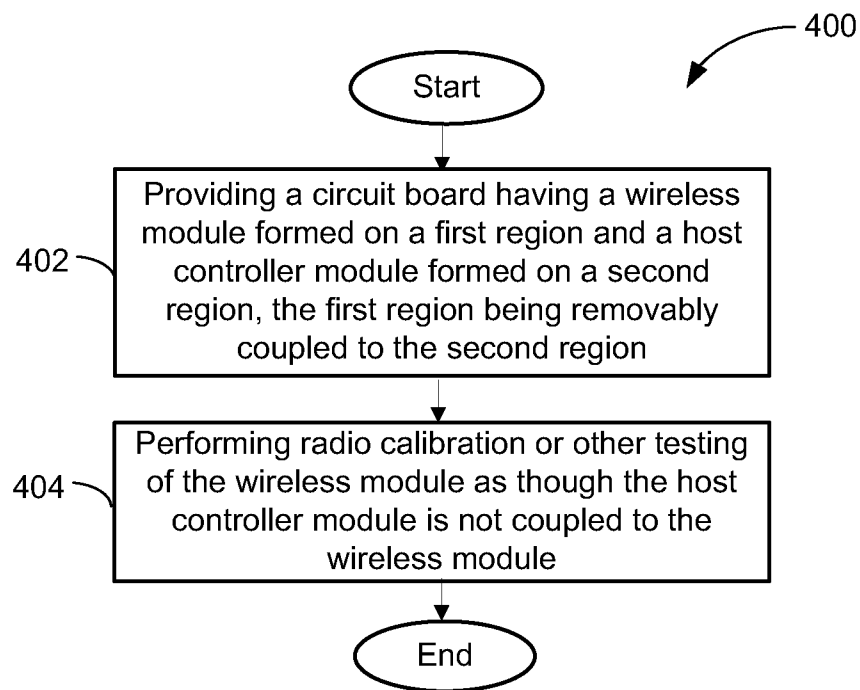 400
Start
Providing a circuit board having a wireless
module formed on a first region and a host
controller module formed on a second
region, the first region being removably
coupled to the second region
402
Performing radio calibration or other testing
of the wireless module as though the host
controller module is not coupled to the
wireless module
404
End